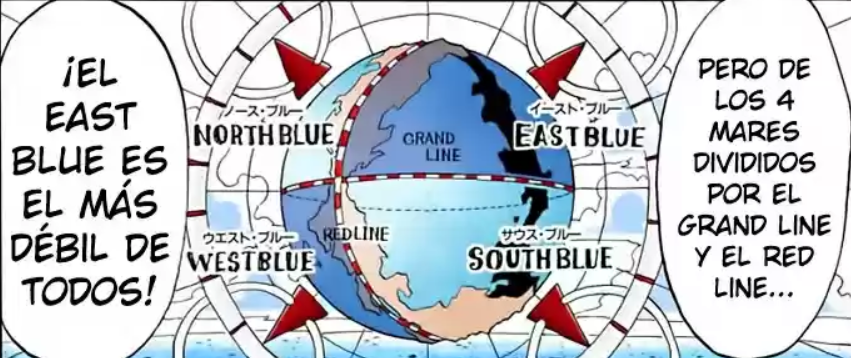 PERO DE
LOS 4
MARES
DIVIDIDOS
POR EL
GRAND LINE
Y EL RED
LINE...
ノース・ブルー
NORTH BLUE
イースト・ブルー
EAST BLUE
GRAND
LINE
ウエスト・ブルー
WEST BLUE
RED LINE
サウス・ブルー
SOUTH BLUE
¡EL
EAST
BLUE ES
EL MÁS
DÉBIL DE
TODOS!